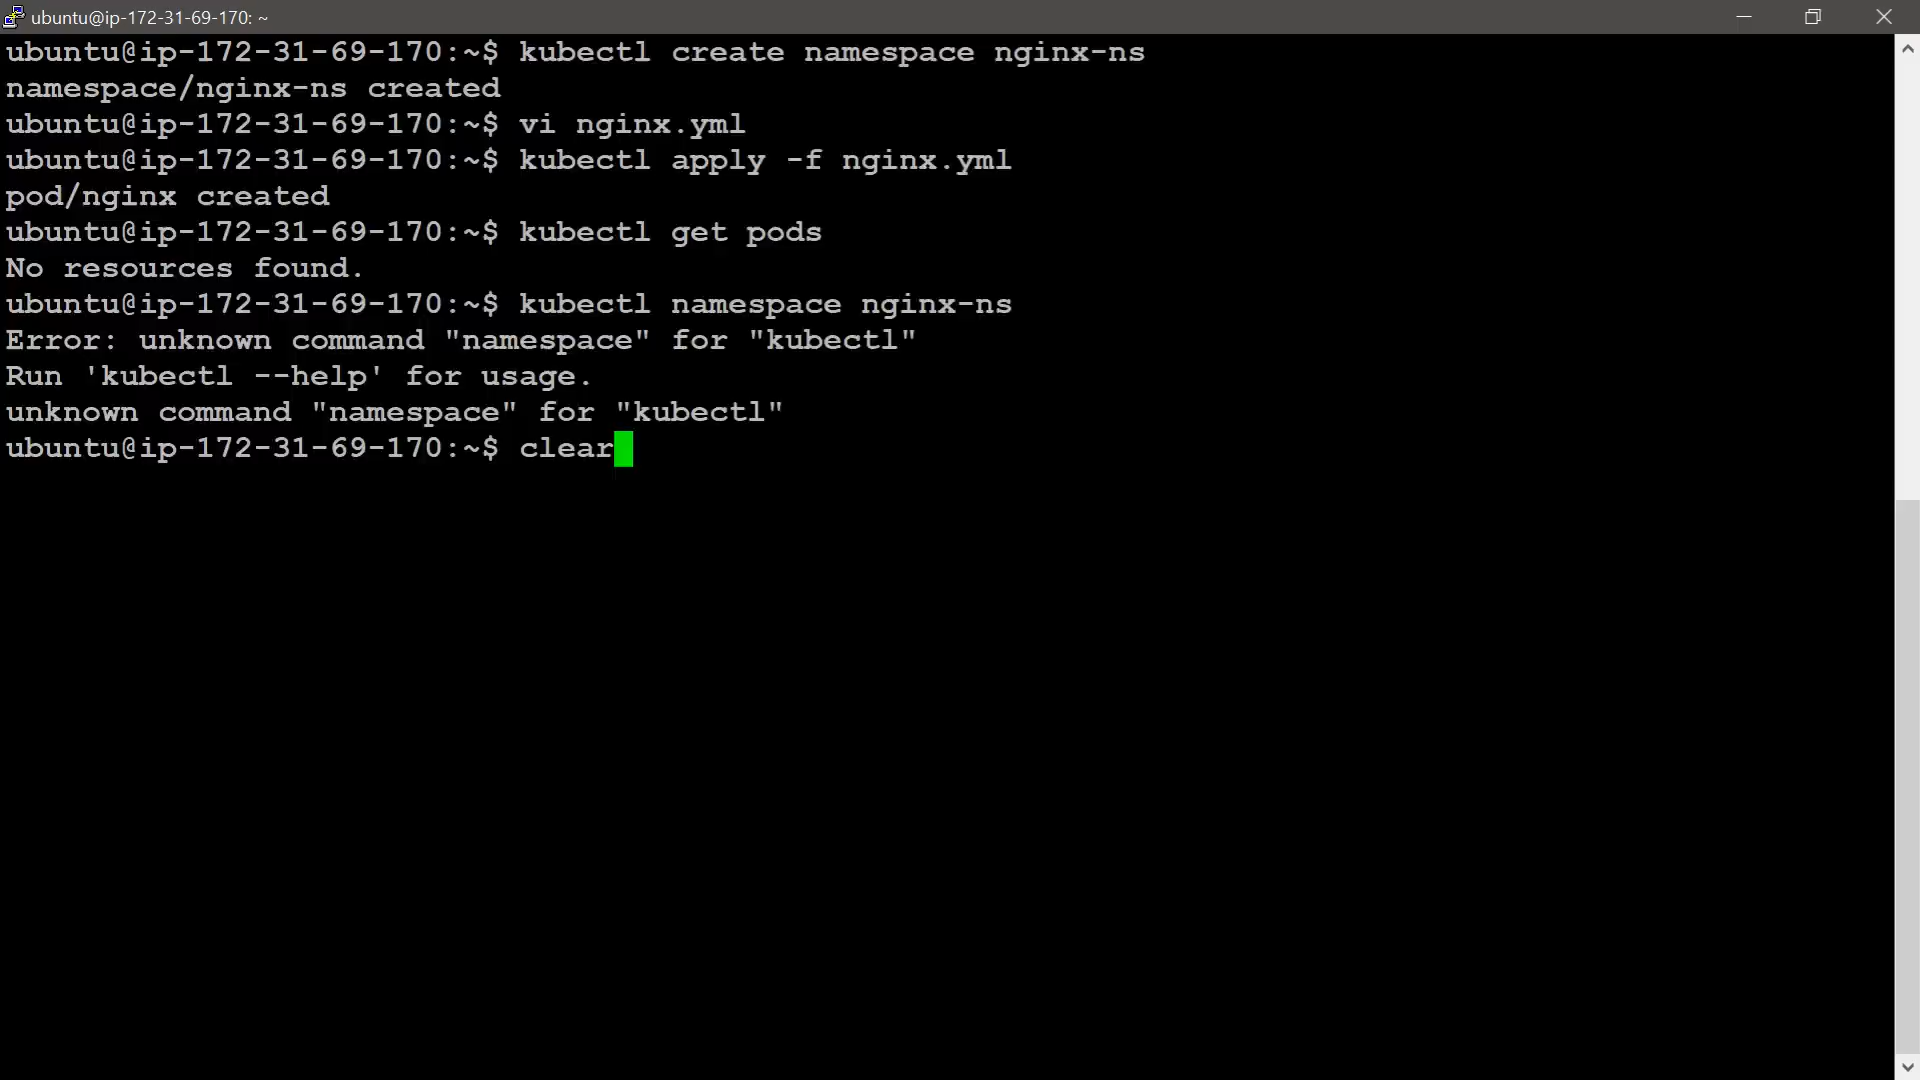 ubuntu@ip-172-31-69-170: ~
ubuntu@ip-172-31-69-170:~$ kubectl create namespace nginx-ns
namespace/nginx-ns created
ubuntu@ip-172-31-69-170:~$ vi nginx.yml
ubuntu@ip-172-31-69-170:~$ kubectl apply -f nginx.yml
pod/nginx created
ubuntu@ip-172-31-69-170:~$ kubectl get pods
No resources found.
ubuntu@ip-172-31-69-170:~$ kubectl namespace nginx-ns
Error: unknown command "namespace" for "kubectl"
Run 'kubectl --help' for usage.
unknown command "namespace" for "kubectl"
ubuntu@ip-172-31-69-170:~$ clear